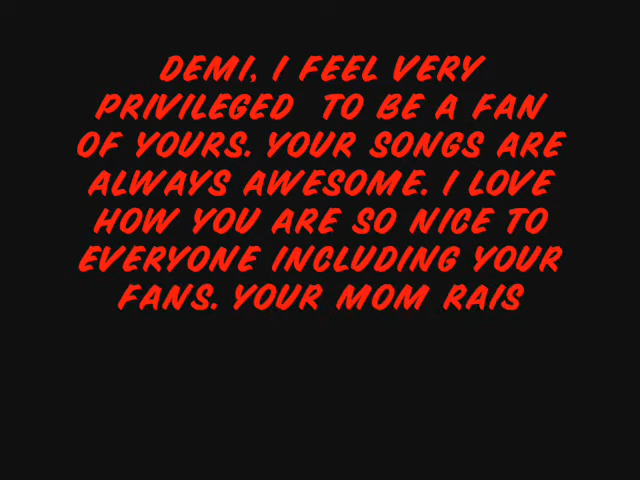 DEMI, I FEEL VERY
PRIVILEGED TO BE A FAN
OF YOURS. YOUR SONGS ARE
ALWAYS AWESOME. I LOVE
HOW YOU ARE SO NICE TO
EVERYONE INCLUDING YOUR
FANS. YOUR MOM RAIS